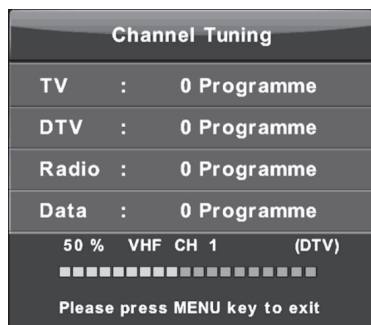 Channel Tuning
TV : 0 Programme
DTV : 0 Programme
Radio : 0 Programme
Data : 0 Programme
50 % VHF CH 1 (DTV)
Please press MENU key to exit